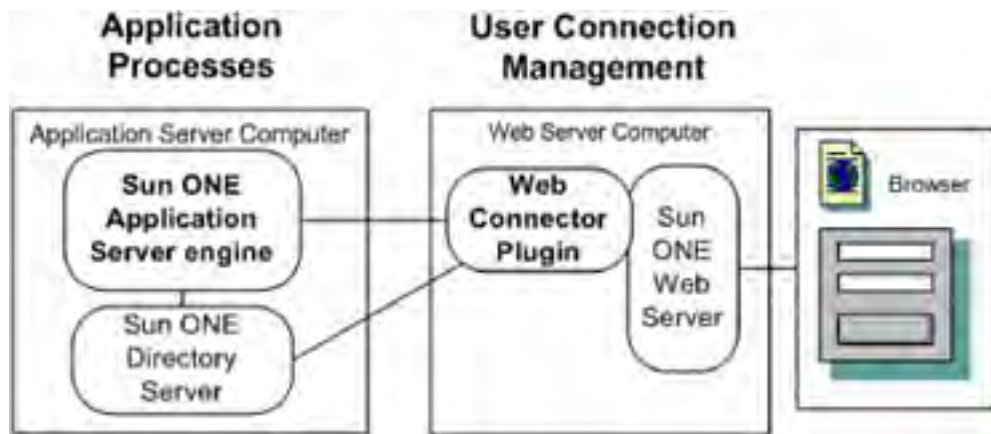 Application
Processes
User Connection
Management
Application Server Computer
Sun ONE
Application
Server engine
Sun ONE
Directory
Server
Web Server Computer
Web
Connector
Plugin
Sun
ONE
Web
Server
Browser